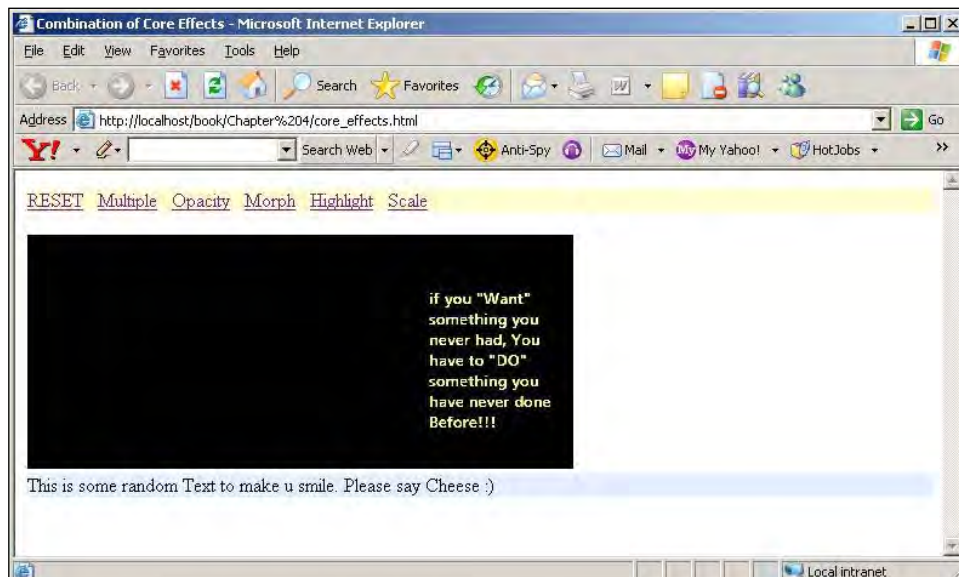 Combination of Core Effects - Microsoft Internet Explorer
File Edit View Favorites Tools Help
Back Search Favorites W
Address http://localhost/book/Chapter%204/core_effects.html Go
Y! Search Web Anti-Spy Mail My My Yahoo! HotJobs »
RESET Multiple Opacity Morph Highlight Scale
if you "Want"
something you
never had, You
have to "DO"
something you
have never done
Before!!!
This is some random Text to make u smile. Please say Cheese :)
Local intranet